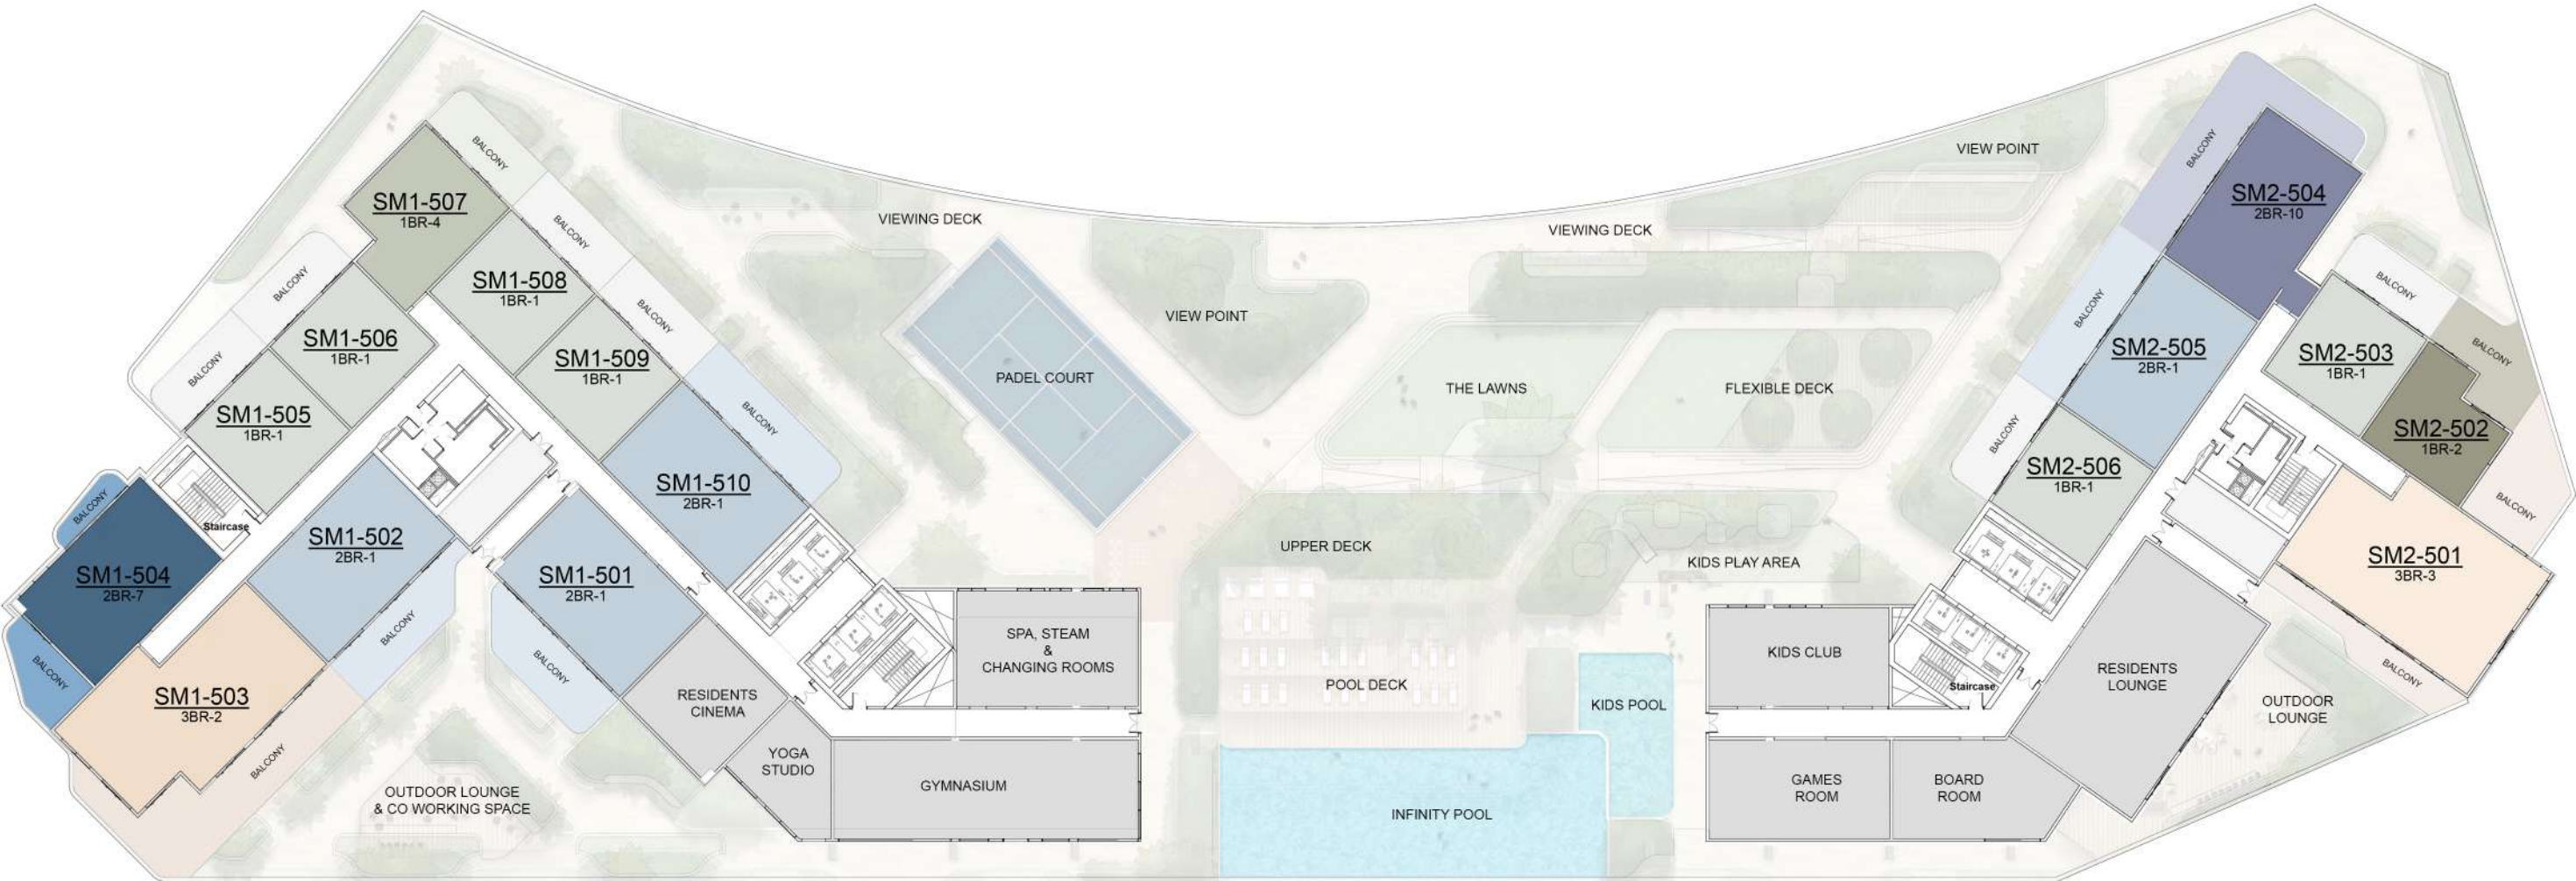 BALCONY
SM1-507
1BR-4
BALCONY
SM1-508
1BR-1
BALCONY
SM1-506
1BR-1
BALCONY
SM1-509
1BR-1
BALCONY
SM1-505
1BR-1
BALCONY
SM1-510
2BR-1
BALCONY
Staircase
BALCONY
SM1-504
2BR-7
BALCONY
SM1-502
2BR-1
BALCONY
SM1-501
2BR-1
BALCONY
SM1-503
3BR-2
BALCONY
OUTDOOR LOUNGE
& CO WORKING SPACE
RESIDENTS
CINEMA
YOGA
STUDIO
GYMNASIUM
SPA, STEAM
&
CHANGING ROOMS
VIEWING DECK
PADEL COURT
VIEW POINT
VIEWING DECK
VIEW POINT
THE LAWNS
FLEXIBLE DECK
UPPER DECK
KIDS PLAY AREA
POOL DECK
KIDS POOL
INFINITY POOL
KIDS CLUB
GAMES
ROOM
BOARD
ROOM
Staircase
RESIDENTS
LOUNGE
OUTDOOR
LOUNGE
BALCONY
SM2-504
2BR-10
BALCONY
SM2-505
2BR-1
BALCONY
SM2-506
1BR-1
BALCONY
SM2-503
1BR-1
BALCONY
SM2-502
1BR-2
BALCONY
SM2-501
3BR-3
BALCONY